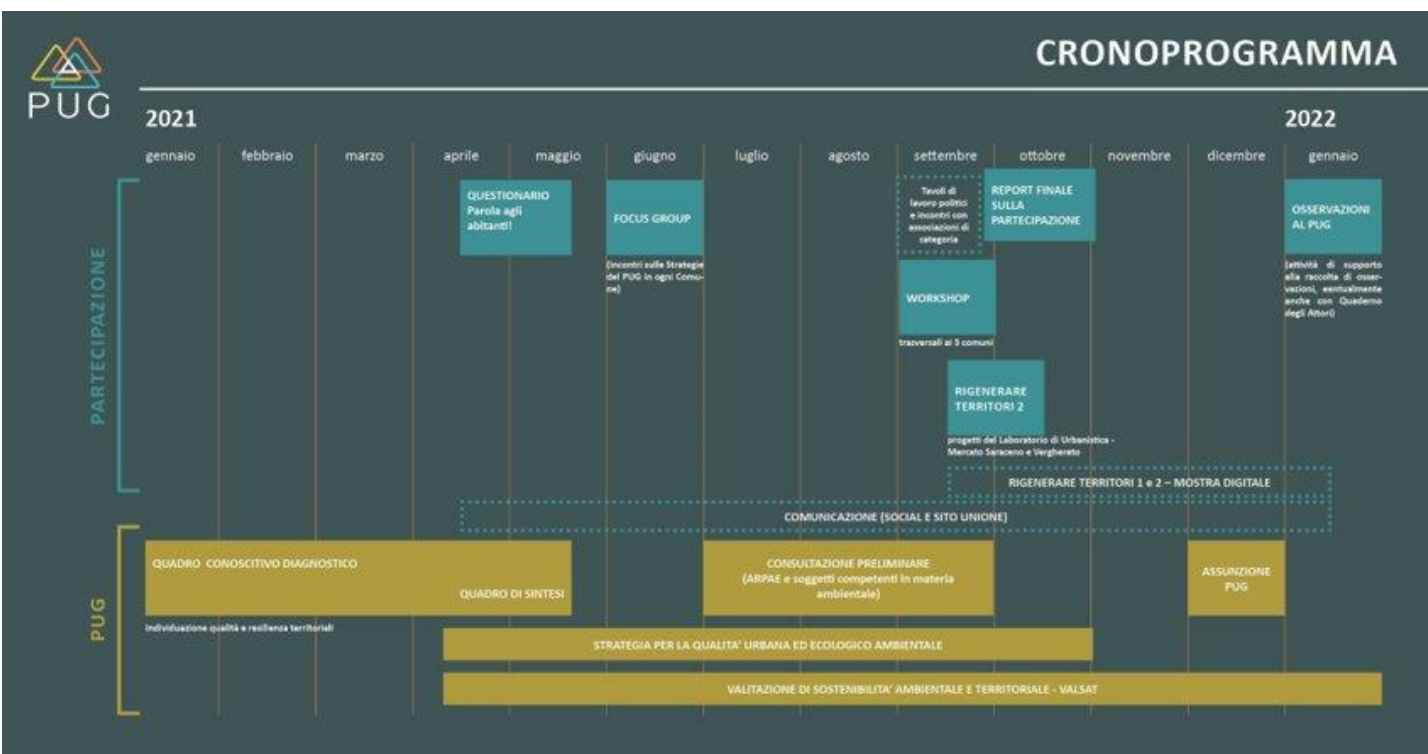 PUG
CRONOPROGRAMMA
2021
2022
gennaio
febbraio
marzo
aprile
maggio
giugno
luglio
agosto
settembre
ottobre
novembre
dicembre
gennaio
PARTECIPAZIONE
QUESTIONARIO
Parola agli
abitanti!
FOCUS GROUP
(incontri sulle Strategie
del PUG in ogni Comu-
ne)
Tavoli di
lavoro politici
e incontri con
associazioni di
categoria
REPORT FINALE
SULLA
PARTECIPAZIONE
OSSERVAZIONI
AL PUG
(attività di supporto
alla raccolta di osser-
vazioni, eentualmente
anche con Quaderno
degli Attori)
WORKSHOP
trasversali ai 5 comuni
RIGENERARE
TERRITORI 2
progetti del Laboratorio di Urbanistica -
Mercato Saraceno e Verghereto
RIGENERARE TERRITORI 1 e 2 – MOSTRA DIGITALE
COMUNICAZIONE (SOCIAL E SITO UNIONE)
PUG
QUADRO CONOSCITIVO DIAGNOSTICO
QUADRO DI SINTESI
Individuazione qualità e resilienza territoriali
CONSULTAZIONE PRELIMINARE
(ARPAE e soggetti competenti in materia
ambientale)
ASSUNZIONE
PUG
STRATEGIA PER LA QUALITA' URBANA ED ECOLOGICO AMBIENTALE
VALITAZIONE DI SOSTENIBILITA' AMBIENTALE E TERRITORIALE - VALSAT